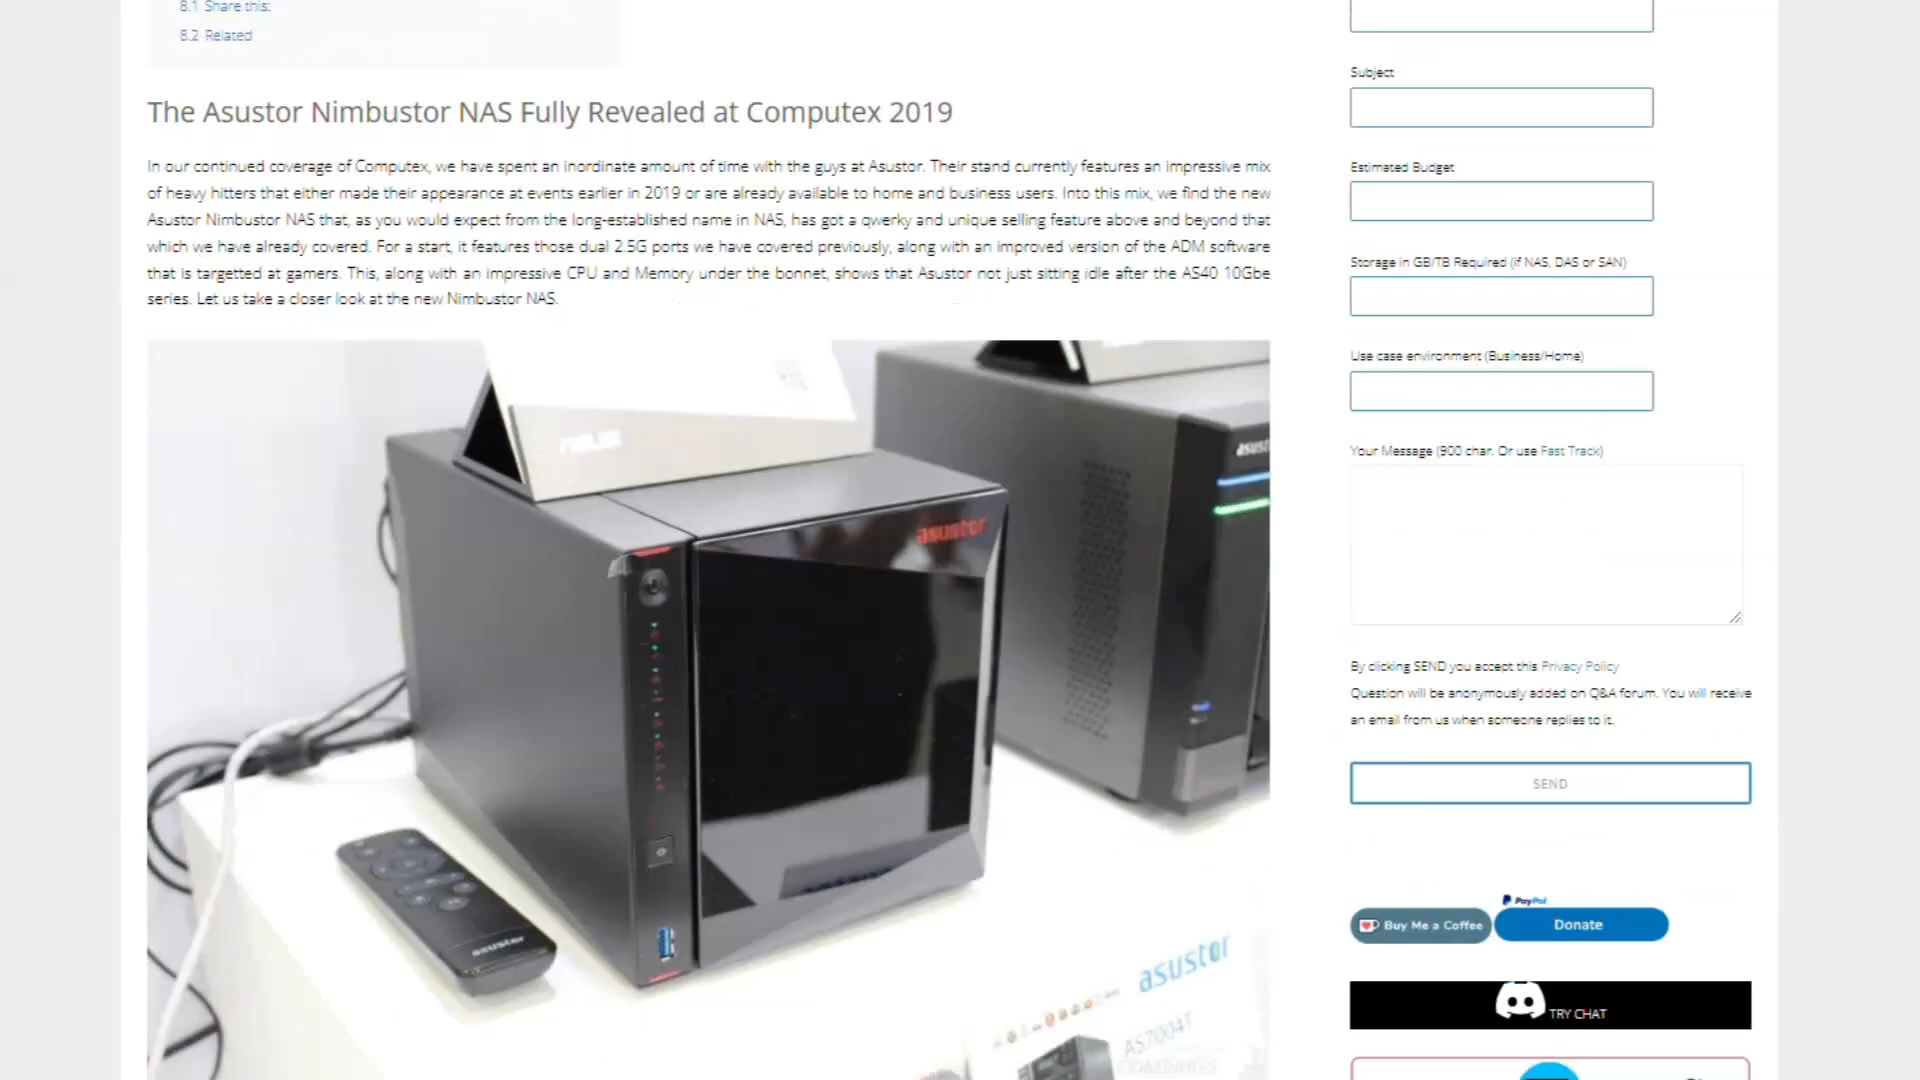 8.1 Share this:
8.2 Related
The Asustor Nimbustor NAS Fully Revealed at Computex 2019
In our continued coverage of Computex, we have spent an inordinate amount of time with the guys at Asustor. Their stand currently features an impressive mix
of heavy hitters that either made their appearance at events earlier in 2019 or are already available to home and business users. Into this mix, we find the new
Asustor Nimbustor NAS that, as you would expect from the long-established name in NAS, has got a qwerky and unique selling feature above and beyond that
which we have already covered. For a start, it features those dual 2.5G ports we have covered previously, along with an improved version of the ADM software
that is targetted at gamers. This, along with an impressive CPU and Memory under the bonnet, shows that Asustor not just sitting idle after the AS40 10Gbe
series. Let us take a closer look at the new Nimbustor NAS.
asustor
asust
asustor
asustor
AS7004T
Subject
Estimated Budget
Storage in GB/TB Required (if NAS, DAS or SAN)
Use case environment (Business/Home)
Your Message (900 char. Or use Fast Track)
By clicking SEND you accept this Privacy Policy
Question will be anonymously added on Q&A forum. You will receive
an email from us when someone replies to it.
SEND
PayPal
Buy Me a Coffee
Donate
TRY CHAT